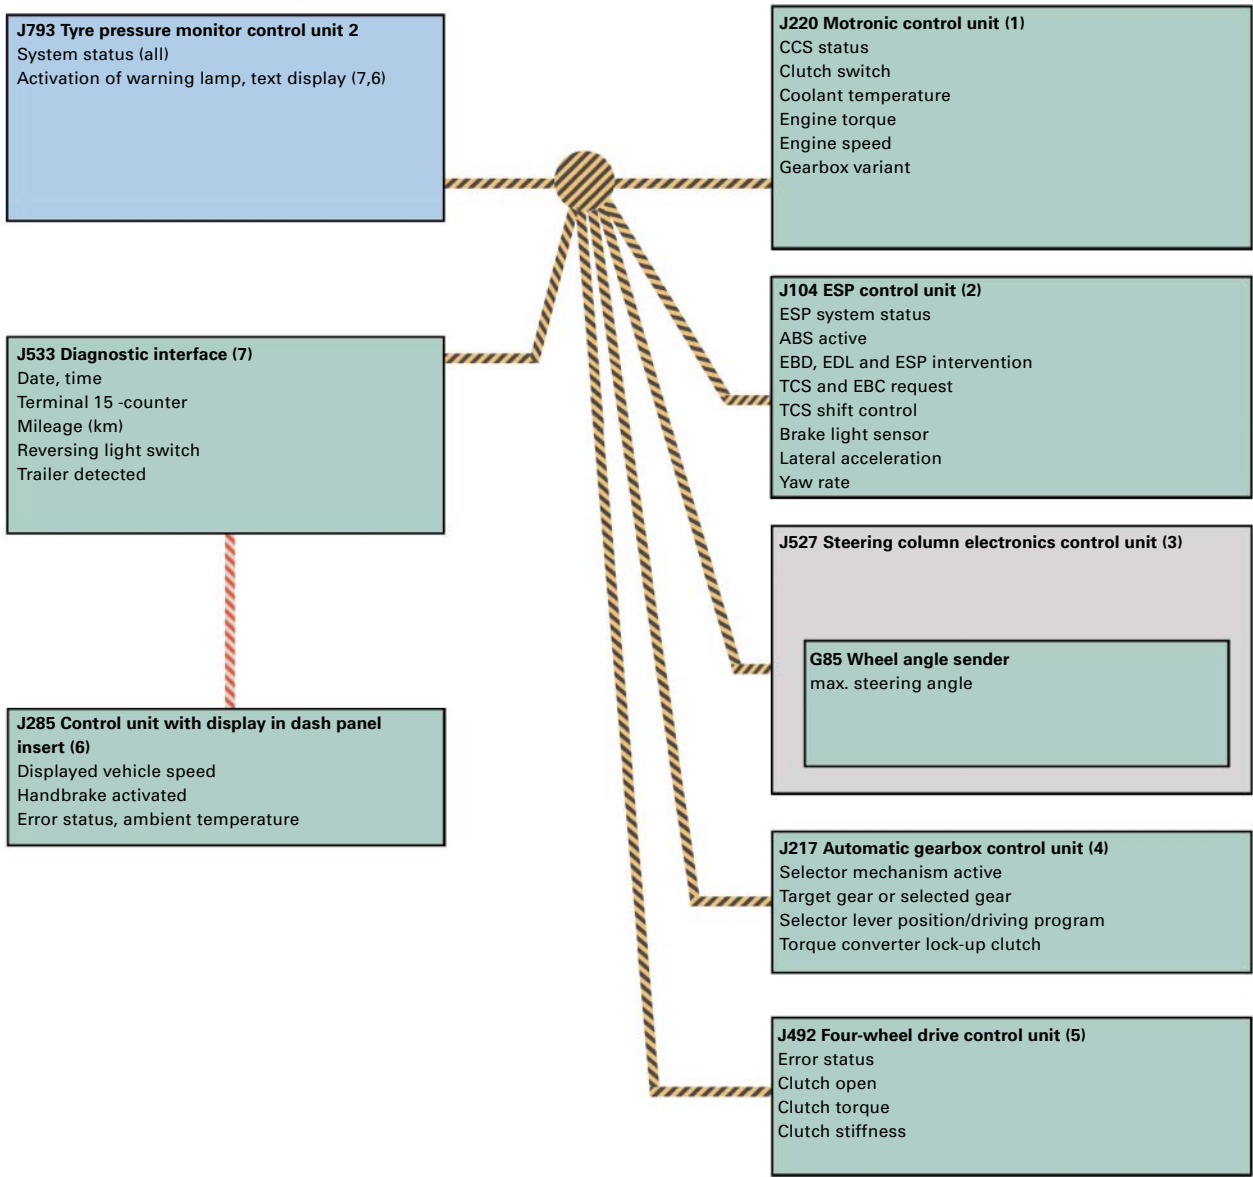 J793 Tyre pressure monitor control unit 2
System status (all)
Activation of warning lamp, text display (7,6)
J533 Diagnostic interface (7)
Date, time
Terminal 15 -counter
Mileage (km)
Reversing light switch
Trailer detected
J285 Control unit with display in dash panel
insert (6)
Displayed vehicle speed
Handbrake activated
Error status, ambient temperature
J220 Motronic control unit (1)
CCS status
Clutch switch
Coolant temperature
Engine torque
Engine speed
Gearbox variant
J104 ESP control unit (2)
ESP system status
ABS active
EBD, EDL and ESP intervention
TCS and EBC request
TCS shift control
Brake light sensor
Lateral acceleration
Yaw rate
J527 Steering column electronics control unit (3)
G85 Wheel angle sender
max. steering angle
J217 Automatic gearbox control unit (4)
Selector mechanism active
Target gear or selected gear
Selector lever position/driving program
Torque converter lock-up clutch
J492 Four-wheel drive control unit (5)
Error status
Clutch open
Clutch torque
Clutch stiffness